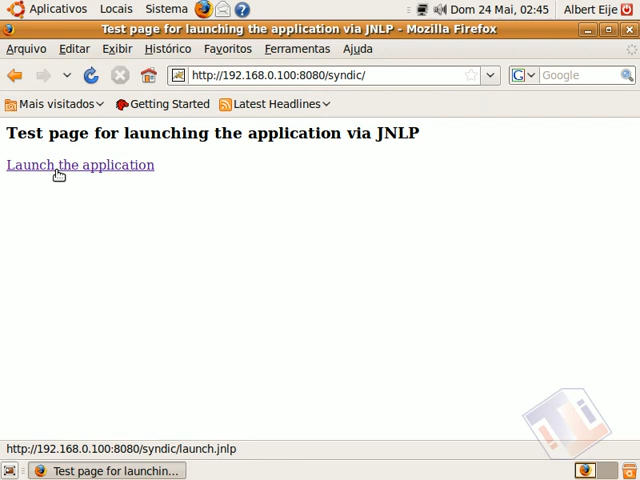 Aplicativos Locais Sistema Dom 24 Mai, 02:45 Albert Eije
Test page for launching the application via JNLP - Mozilla Firefox
Arquivo Editar Exibir Histórico Favoritos Ferramentas Ajuda
http://192.168.0.100:8080/syndic/ Google
Mais visitados Getting Started Latest Headlines
Test page for launching the application via JNLP
Launch the application
http://192.168.0.100:8080/syndic/launch.jnlp
Test page for launchin...